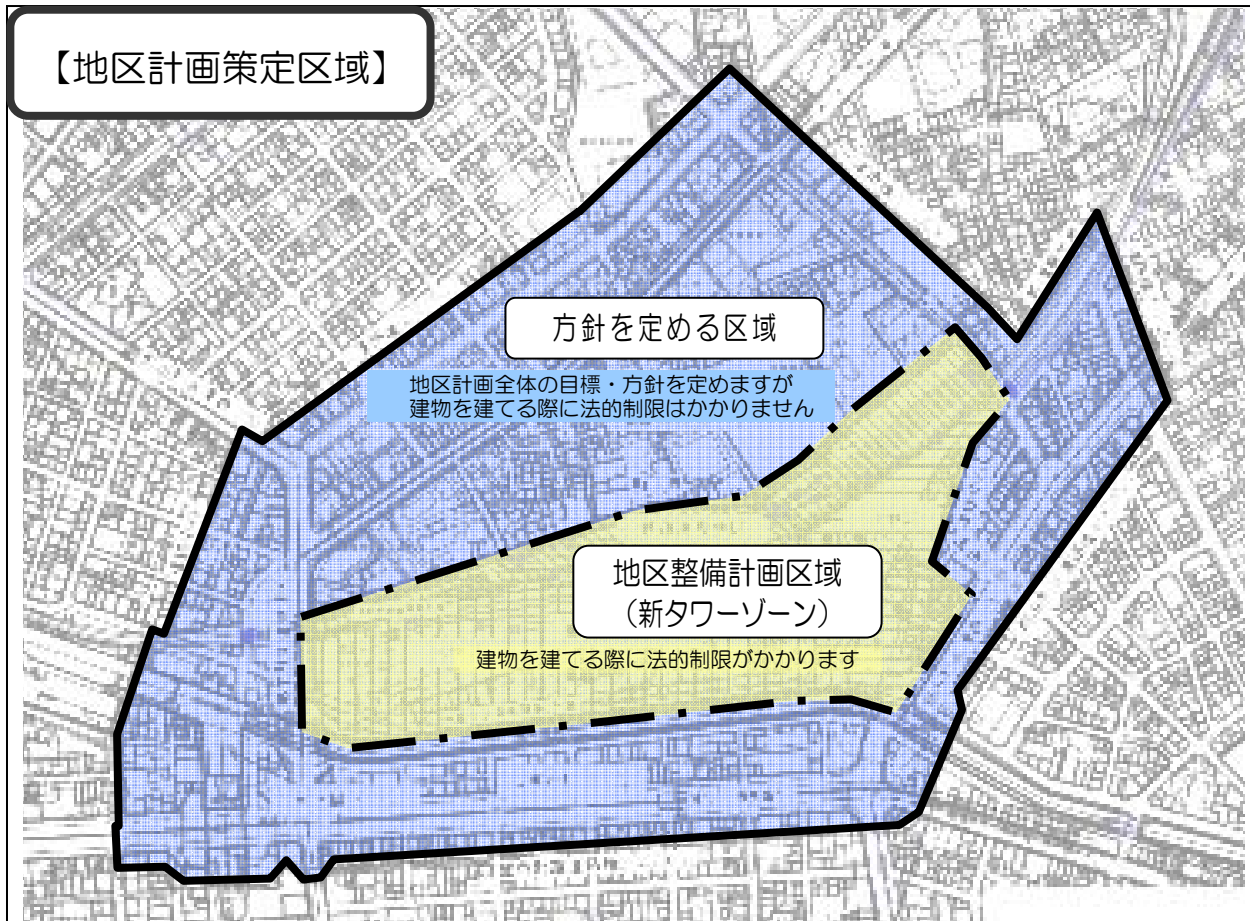 【地区計画策定区域】
方針を定める区域
地区計画全体の目標・方針を定めますが
建物を建てる際に法的制限はかかりません
地区整備計画区域
(新タワーゾーン)
建物を建てる際に法的制限がかかります